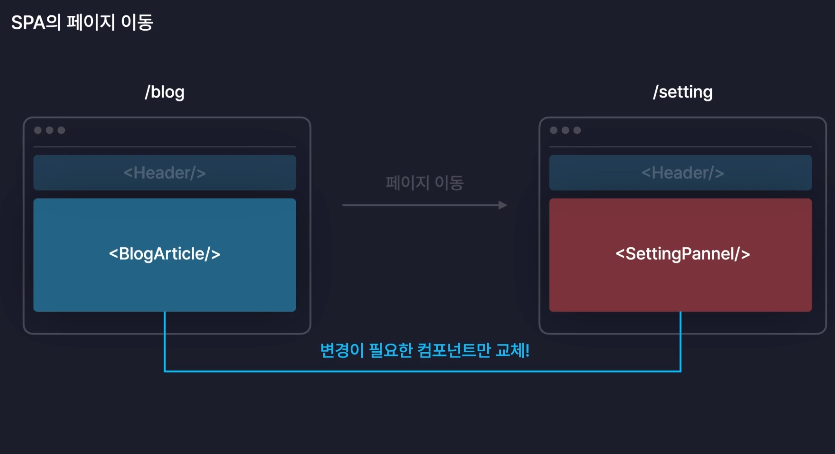 SPA의 페이지 이동
/blog
/setting
<Header/>
페이지 이동
<Header/>
<BlogArticle/>
<SettingPannel/>
변경이 필요한 컴포넌트만 교체!